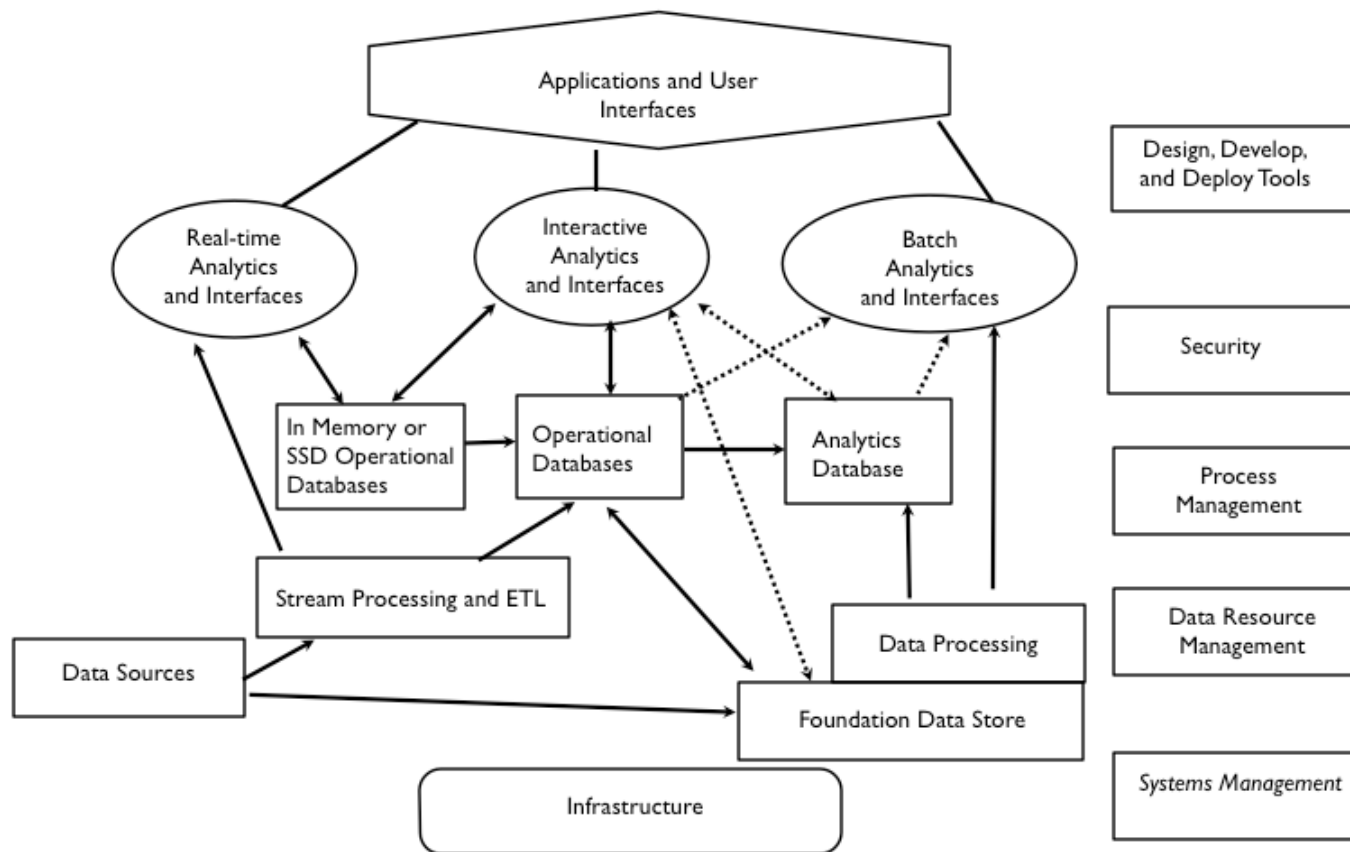 Applications and User
Interfaces
Design, Develop,
and Deploy Tools
Real-time
Analytics
and Interfaces
Interactive
Analytics
and Interfaces
Batch
Analytics
and Interfaces
Security
In Memory or
SSD Operational
Databases
Operational
Databases
Analytics
Database
Process
Management
Stream Processing and ETL
Data Processing
Data Resource
Management
Data Sources
Foundation Data Store
Infrastructure
Systems Management